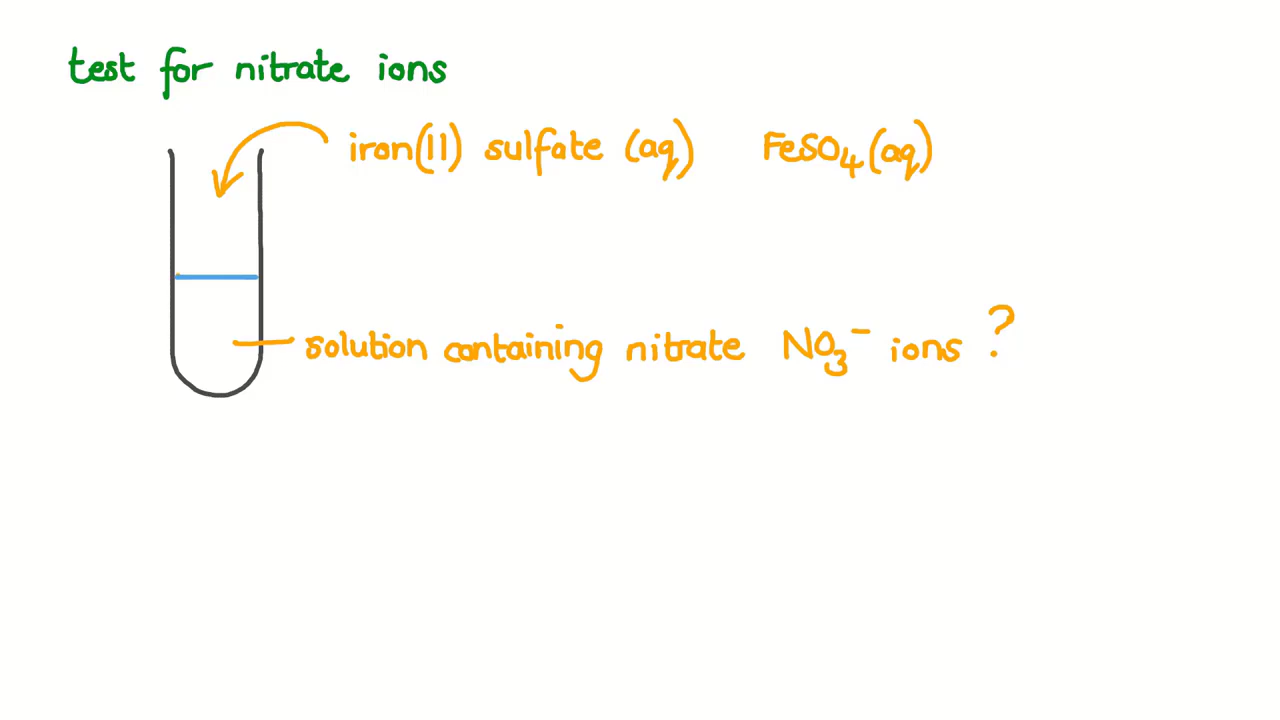 test for nitrate ions
iron(II) sulfate (aq) FeSO₄(aq)
solution containing nitrate NO₃⁻ ions ?